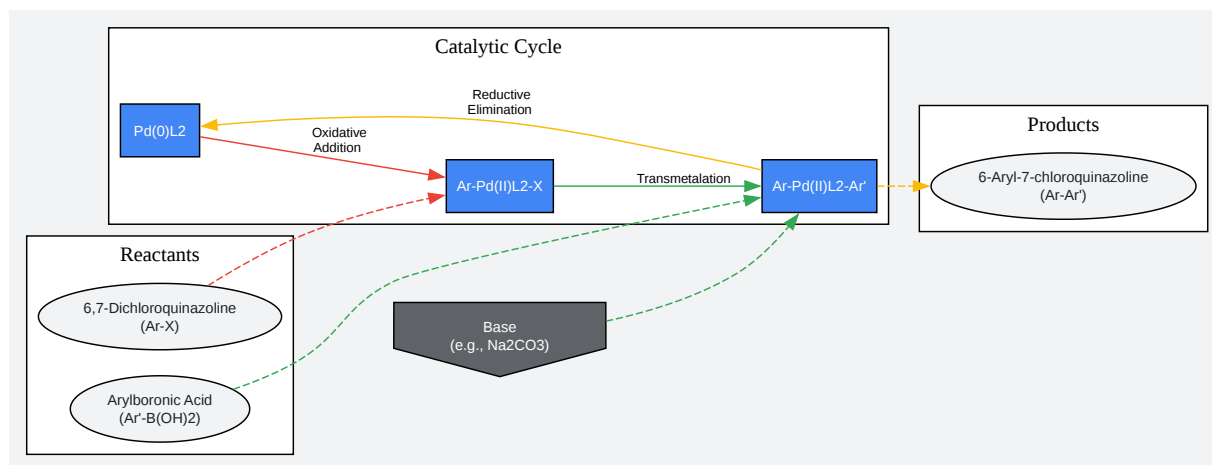 Catalytic Cycle
Reductive
Elimination
Pd(0)L2
Oxidative
Addition
Ar-Pd(II)L2-X
Transmetalation
Ar-Pd(II)L2-Ar'
Products
6-Aryl-7-chloroquinazoline
(Ar-Ar')
Reactants
6,7-Dichloroquinazoline
(Ar-X)
Arylboronic Acid
(Ar'-B(OH)2)
Base
(e.g., Na2CO3)